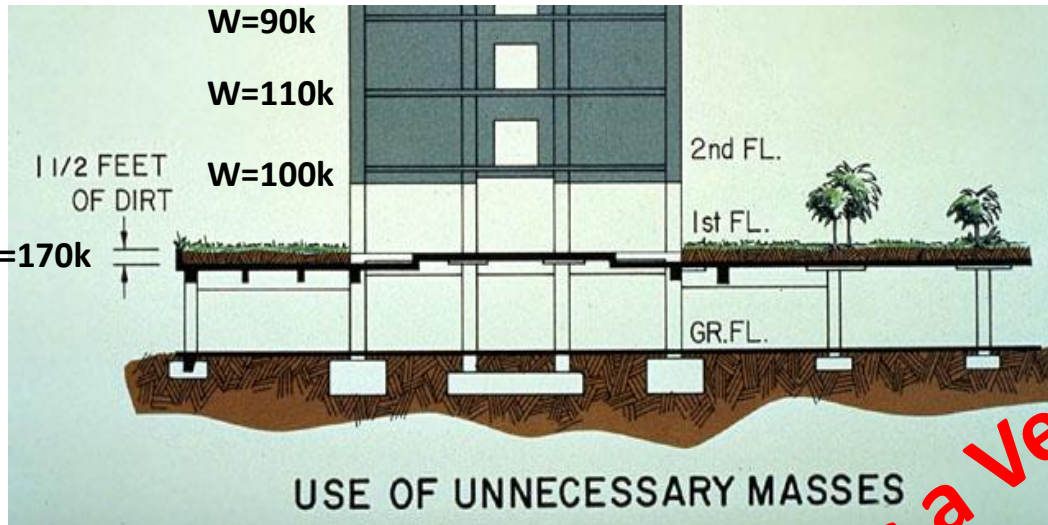 W=90k
W=110k
W=100k
2nd FL.
1 1/2 FEET
OF DIRT
1st FL.
=170k
GR.FL.
USE OF UNNECESSARY MASSES
a Ve